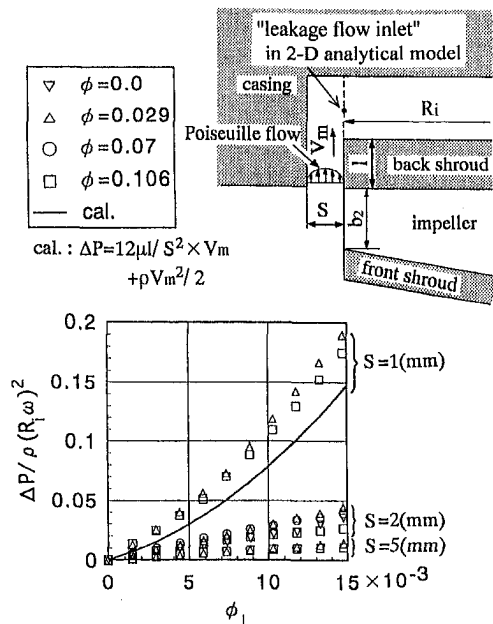 "leakage flow inlet"
in 2-D analytical model
casing
Ri
Vm
Poiseuille flow
l
back shroud
S
b2
impeller
front shroud
▽ ϕ=0.0
△ ϕ=0.029
○ ϕ=0.07
□ ϕ=0.106
— cal.
cal. : ΔP=12μl/ S² × Vm
+ρVm²/ 2
0.2
0.15
0.1
0.05
0
ΔP/ρ(Riω)²
S=1(mm)
S=2(mm)
S=5(mm)
0 5 10 15 ×10⁻³
ϕl